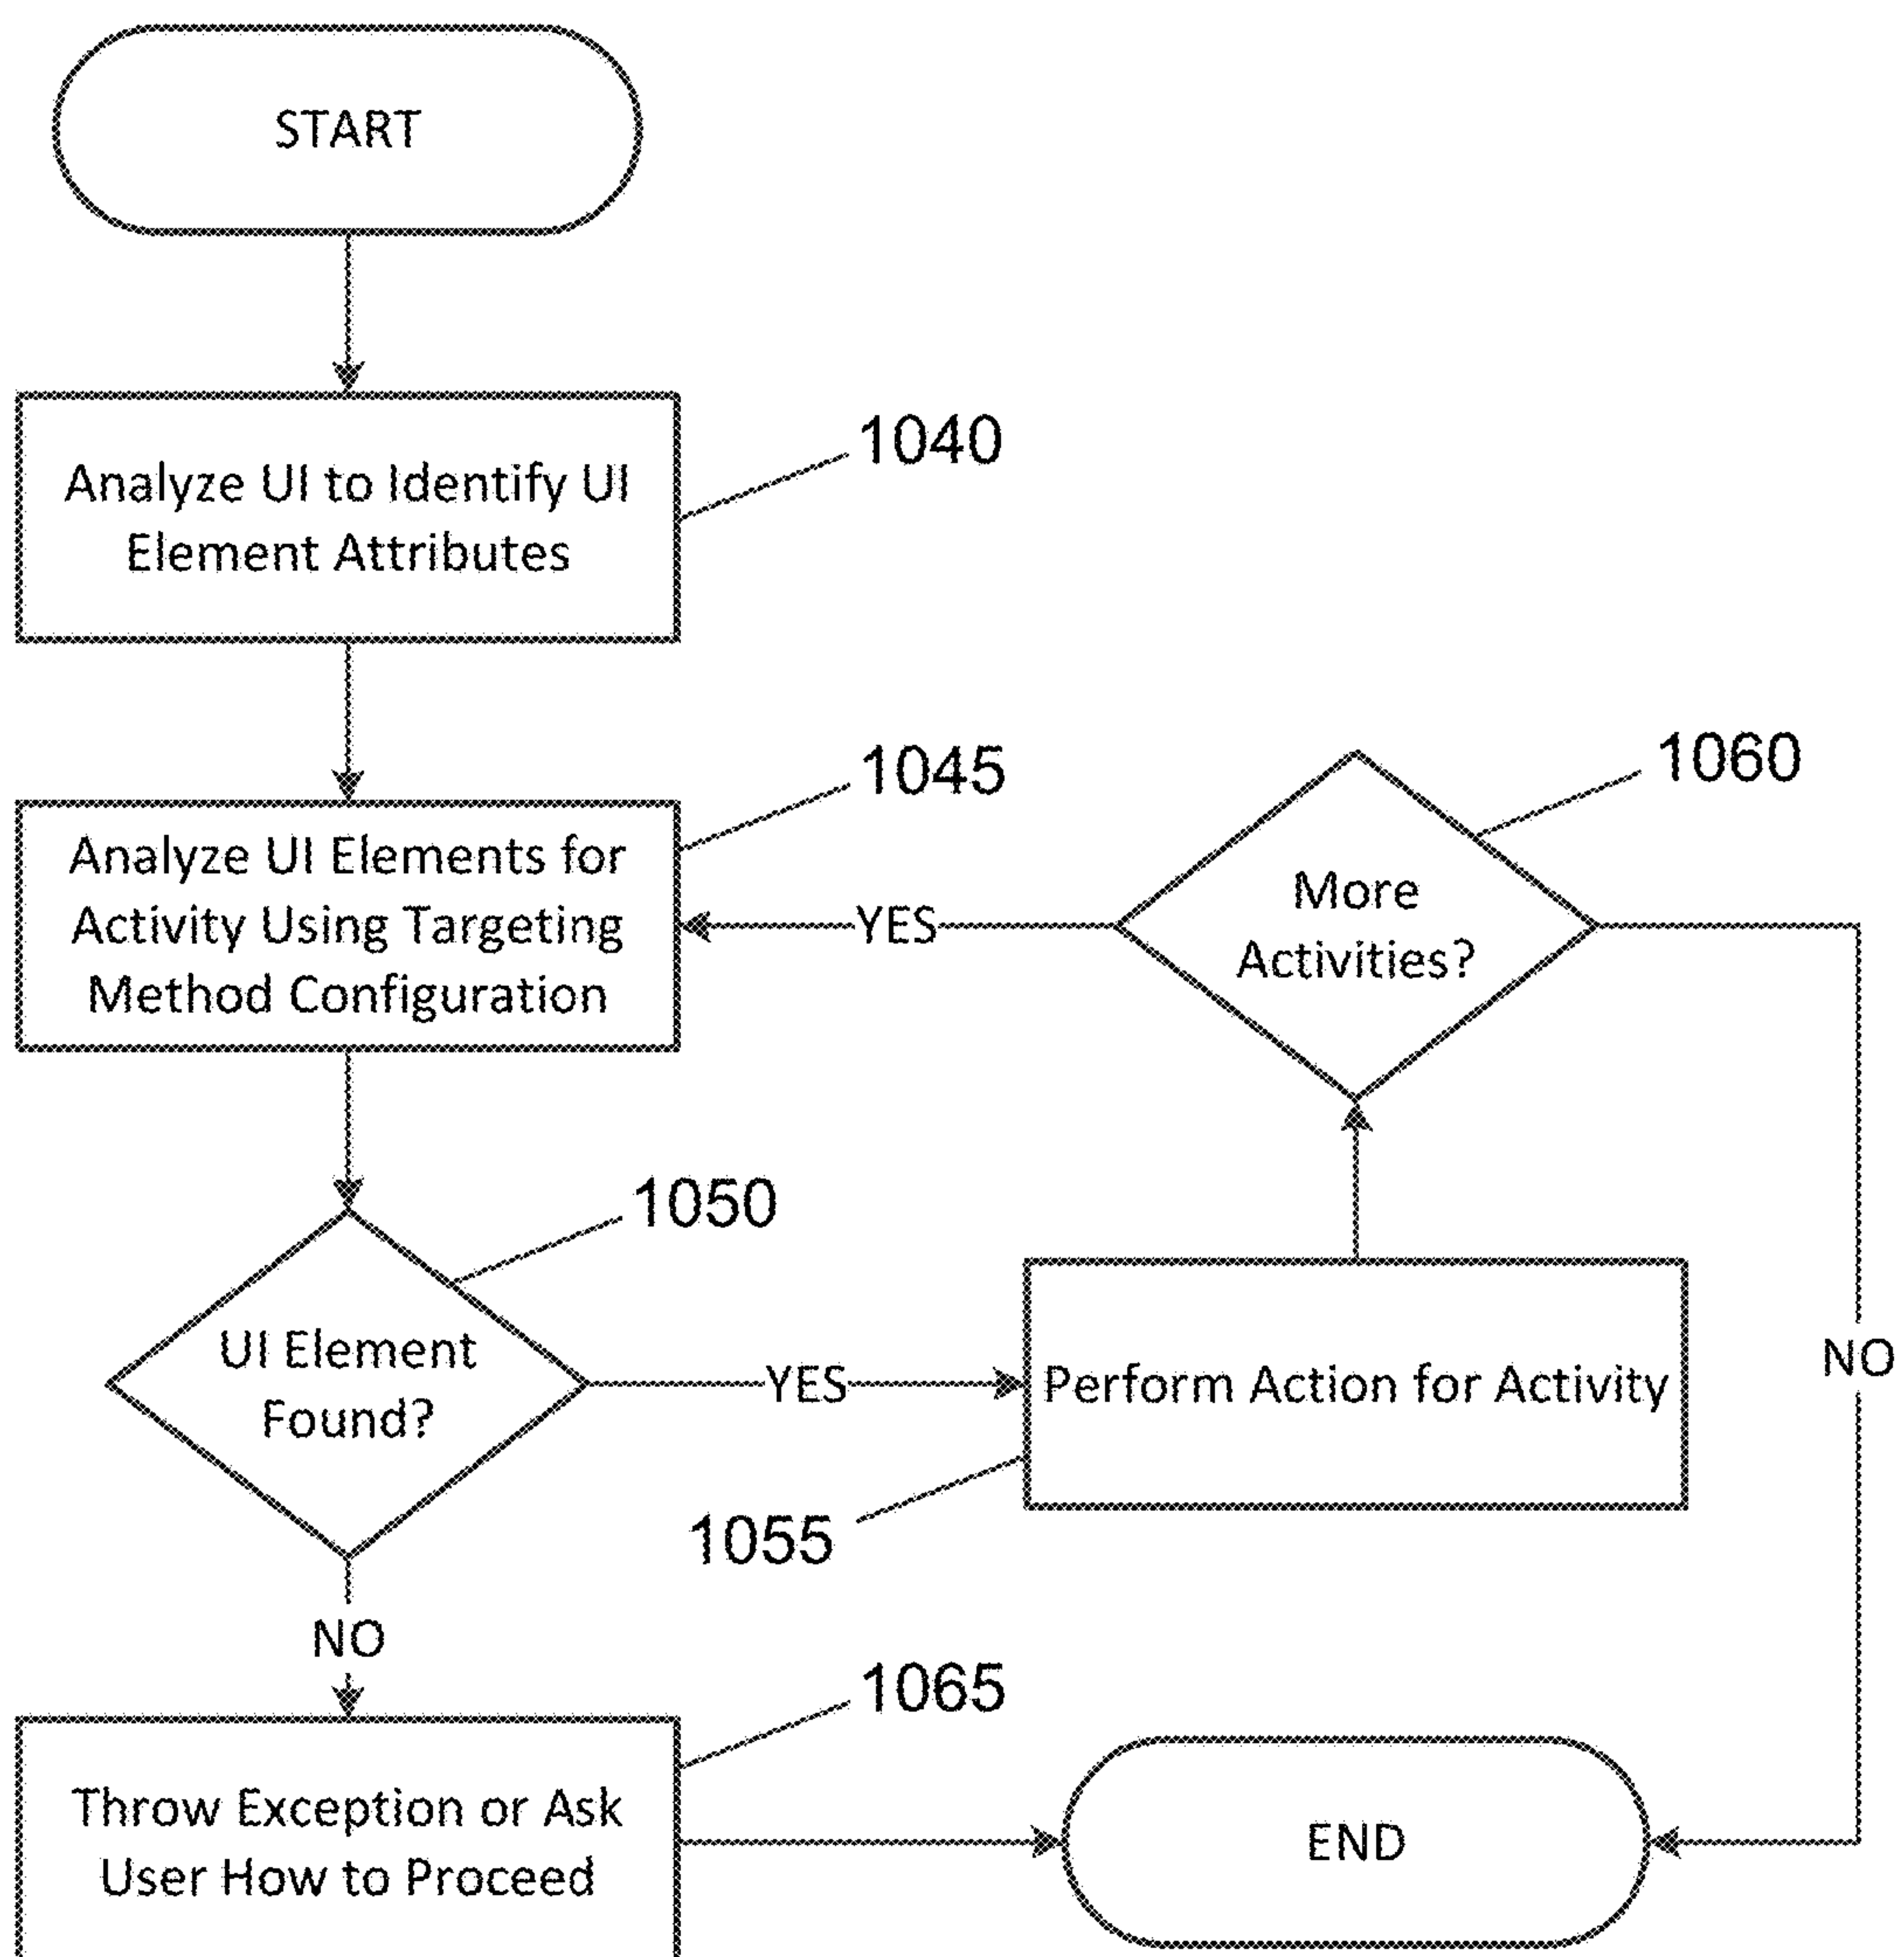 START
Analyze UI to Identify UI
Element Attributes
1040
Analyze UI Elements for
Activity Using Targeting
Method Configuration
1045
YES
More
Activities?
1060
UI Element
Found?
1050
YES
Perform Action for Activity
1055
NO
NO
Throw Exception or Ask
User How to Proceed
1065
END